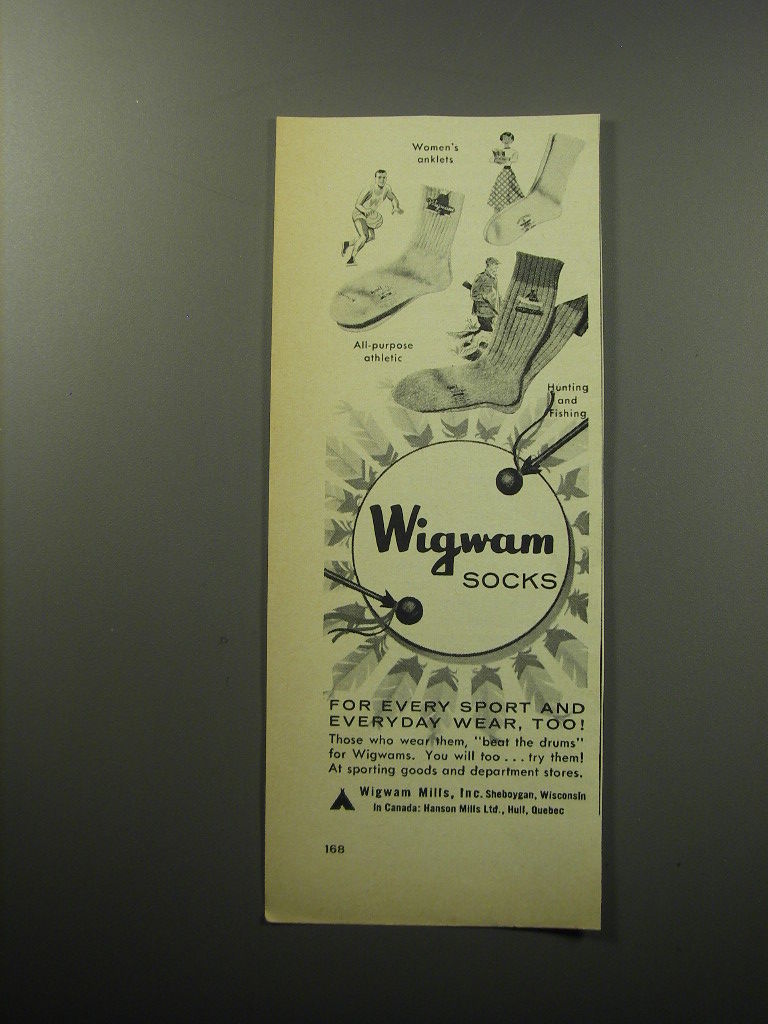 Women's
anklets
All-purpose
athletic
Hunting
and
Fishing
Wigwam
SOCKS
FOR EVERY SPORT AND
EVERYDAY WEAR, TOO!
Those who wear them, "beat the drums"
for Wigwams. You will too . . . try them!
At sporting goods and department stores.
Wigwam Mills, Inc. Sheboygan, Wisconsin
In Canada: Hanson Mills Ltd., Hull, Quebec
168